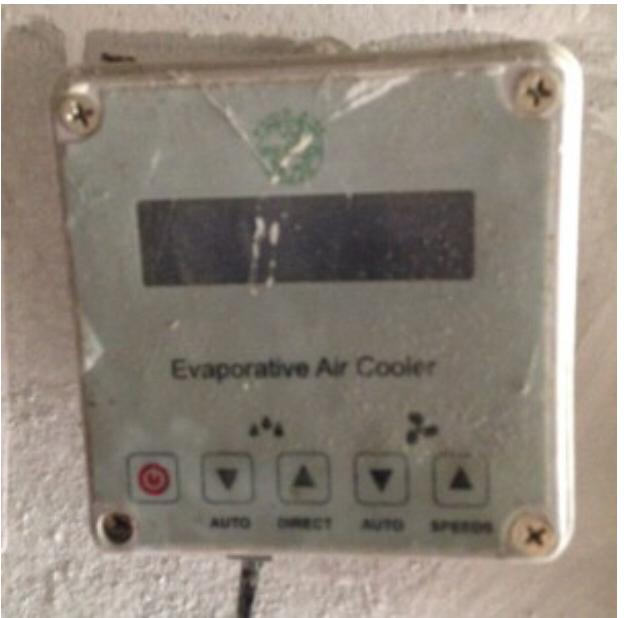 Evaporative Air Cooler
AUTO DIRECT AUTO SPEEDS